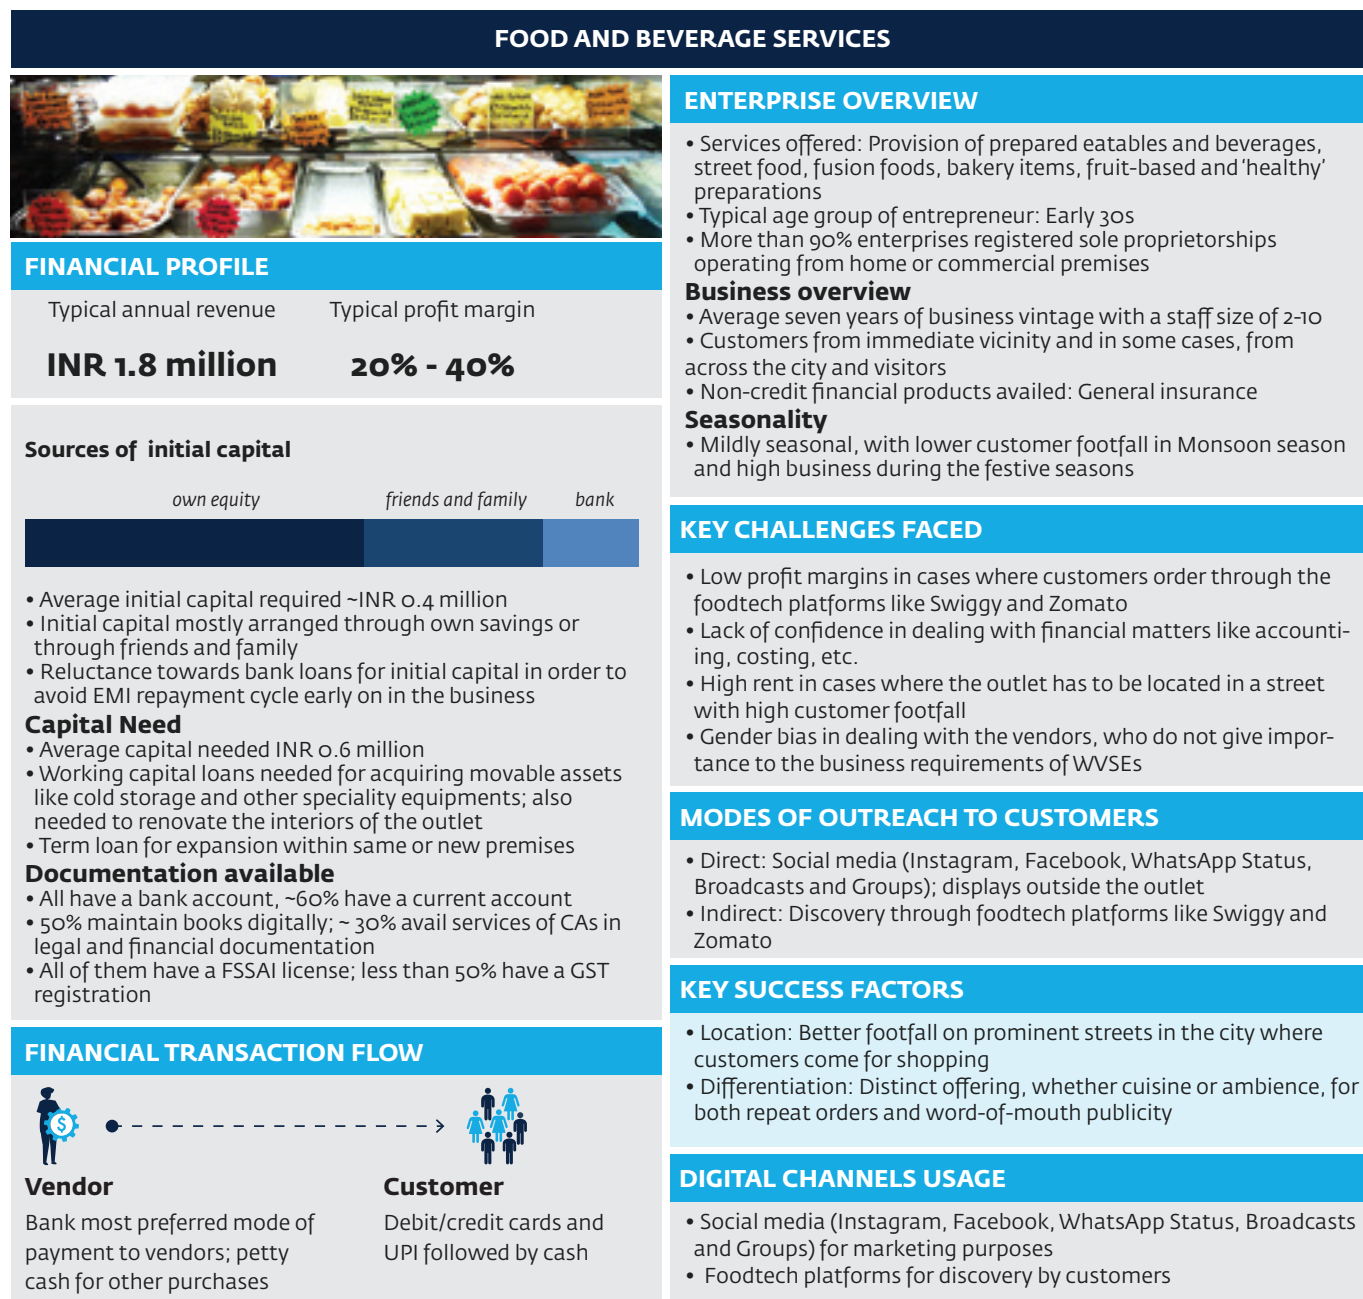 FOOD AND BEVERAGE SERVICES
FINANCIAL PROFILE
Typical annual revenue
Typical profit margin
INR 1.8 million
20% - 40%
Sources of initial capital
own equity
friends and family
bank
• Average initial capital required ~INR 0.4 million
• Initial capital mostly arranged through own savings or
through friends and family
• Reluctance towards bank loans for initial capital in order to
avoid EMI repayment cycle early on in the business
Capital Need
• Average capital needed INR 0.6 million
• Working capital loans needed for acquiring movable assets
like cold storage and other speciality equipments; also
needed to renovate the interiors of the outlet
• Term loan for expansion within same or new premises
Documentation available
• All have a bank account, ~60% have a current account
• 50% maintain books digitally; ~ 30% avail services of CAs in
legal and financial documentation
• All of them have a FSSAI license; less than 50% have a GST
registration
FINANCIAL TRANSACTION FLOW
$
Vendor
Bank most preferred mode of
payment to vendors; petty
cash for other purchases
Customer
Debit/credit cards and
UPI followed by cash
ENTERPRISE OVERVIEW
• Services offered: Provision of prepared eatables and beverages,
street food, fusion foods, bakery items, fruit-based and ‘healthy’
preparations
• Typical age group of entrepreneur: Early 30s
• More than 90% enterprises registered sole proprietorships
operating from home or commercial premises
Business overview
• Average seven years of business vintage with a staff size of 2-10
• Customers from immediate vicinity and in some cases, from
across the city and visitors
• Non-credit financial products availed: General insurance
Seasonality
• Mildly seasonal, with lower customer footfall in Monsoon season
and high business during the festive seasons
KEY CHALLENGES FACED
• Low profit margins in cases where customers order through the
foodtech platforms like Swiggy and Zomato
• Lack of confidence in dealing with financial matters like accounti-
ing, costing, etc.
• High rent in cases where the outlet has to be located in a street
with high customer footfall
• Gender bias in dealing with the vendors, who do not give impor-
tance to the business requirements of WVSEs
MODES OF OUTREACH TO CUSTOMERS
• Direct: Social media (Instagram, Facebook, WhatsApp Status,
Broadcasts and Groups); displays outside the outlet
• Indirect: Discovery through foodtech platforms like Swiggy and
Zomato
KEY SUCCESS FACTORS
• Location: Better footfall on prominent streets in the city where
customers come for shopping
• Differentiation: Distinct offering, whether cuisine or ambience, for
both repeat orders and word-of-mouth publicity
DIGITAL CHANNELS USAGE
• Social media (Instagram, Facebook, WhatsApp Status, Broadcasts
and Groups) for marketing purposes
• Foodtech platforms for discovery by customers